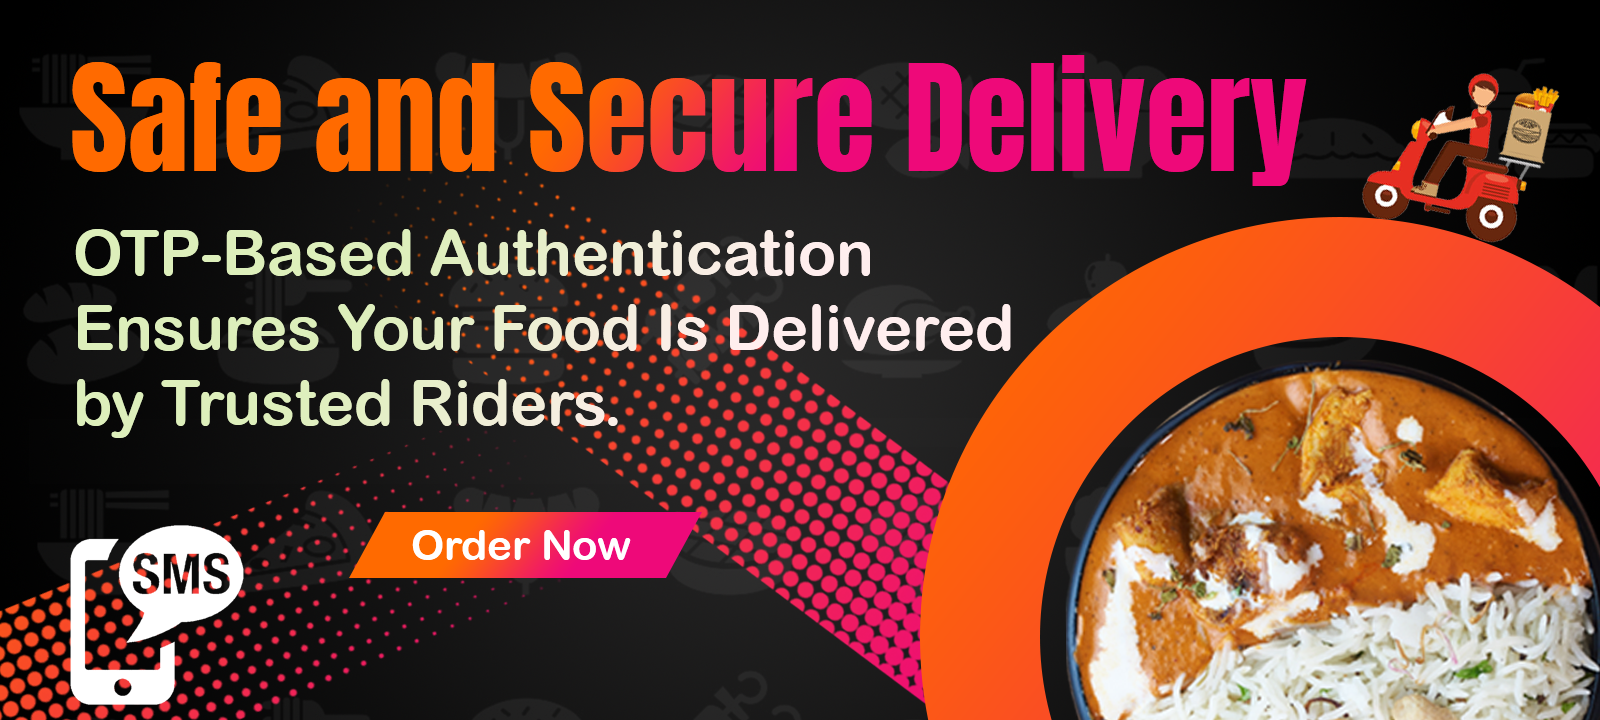 Safe and Secure Delivery
OTP-Based Authentication
Ensures Your Food Is Delivered
by Trusted Riders.
SMS
Order Now